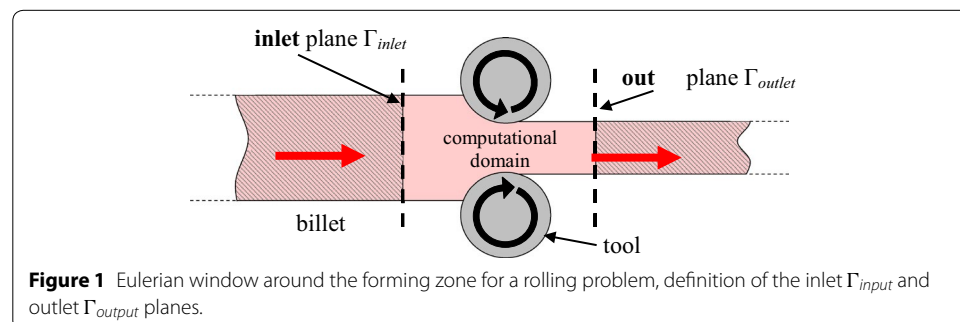 inlet plane Γinlet
out plane Γoutlet
computational
domain
billet
tool
Figure 1 Eulerian window around the forming zone for a rolling problem, definition of the inlet Γinput and
outlet Γoutput planes.